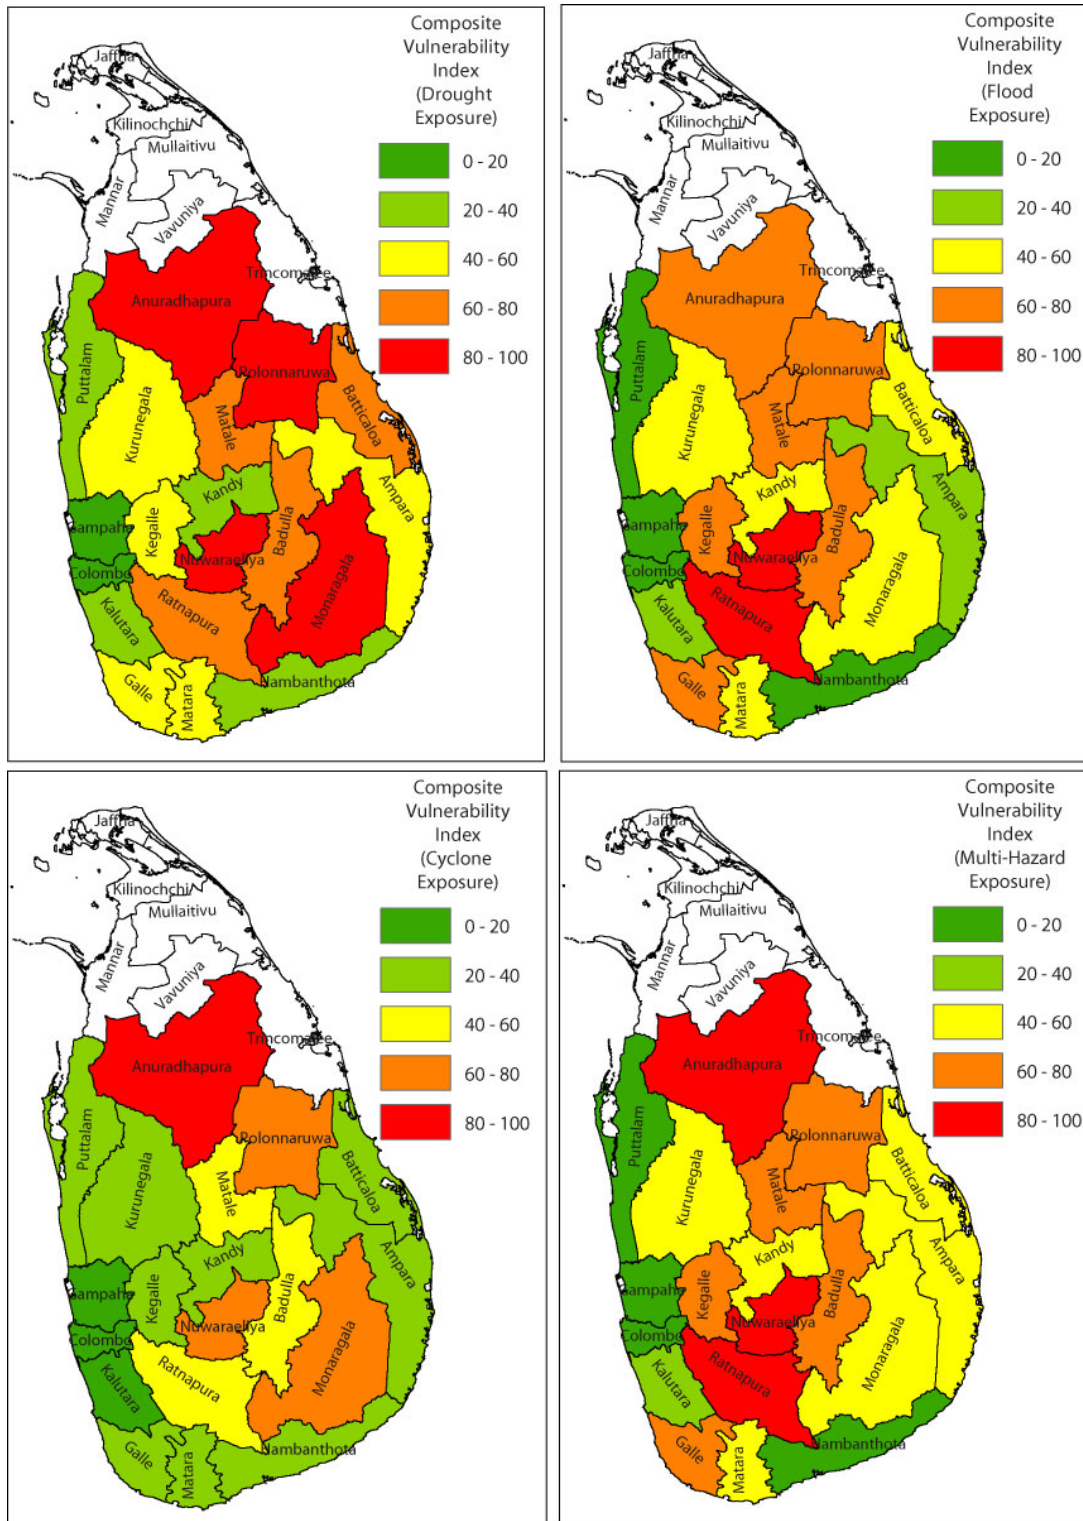 Composite
Vulnerability
Index
(Drought
Exposure)
0 - 20
20 - 40
40 - 60
60 - 80
80 - 100
Jaffna
Kilinochchi
Mullaitivu
Mannar
Vavuniya
Trincomalee
Anuradhapura
Puttalam
Polonnaruwa
Kurunegala
Matale
Batticaloa
Kandy
Ampara
Gampaha
Kegalle
Badulla
Nuwaraeliya
Colombo
Monaragala
Kalutara
Ratnapura
Galle
Matara
Hambanthota
Composite
Vulnerability
Index
(Flood
Exposure)
0 - 20
20 - 40
40 - 60
60 - 80
80 - 100
Jaffna
Kilinochchi
Mullaitivu
Mannar
Vavuniya
Trincomalee
Anuradhapura
Puttalam
Polonnaruwa
Kurunegala
Matale
Batticaloa
Kandy
Ampara
Gampaha
Kegalle
Badulla
Nuwaraeliya
Colombo
Monaragala
Kalutara
Ratnapura
Galle
Matara
Hambanthota
Composite
Vulnerability
Index
(Cyclone
Exposure)
0 - 20
20 - 40
40 - 60
60 - 80
80 - 100
Jaffna
Kilinochchi
Mullaitivu
Mannar
Vavuniya
Trincomalee
Anuradhapura
Puttalam
Polonnaruwa
Kurunegala
Matale
Batticaloa
Kandy
Ampara
Gampaha
Kegalle
Badulla
Nuwaraeliya
Colombo
Monaragala
Kalutara
Ratnapura
Galle
Matara
Hambanthota
Composite
Vulnerability
Index
(Multi-Hazard
Exposure)
0 - 20
20 - 40
40 - 60
60 - 80
80 - 100
Jaffna
Kilinochchi
Mullaitivu
Mannar
Vavuniya
Trincomalee
Anuradhapura
Puttalam
Polonnaruwa
Kurunegala
Matale
Batticaloa
Kandy
Ampara
Gampaha
Kegalle
Badulla
Nuwaraeliya
Colombo
Monaragala
Kalutara
Ratnapura
Galle
Matara
Hambanthota